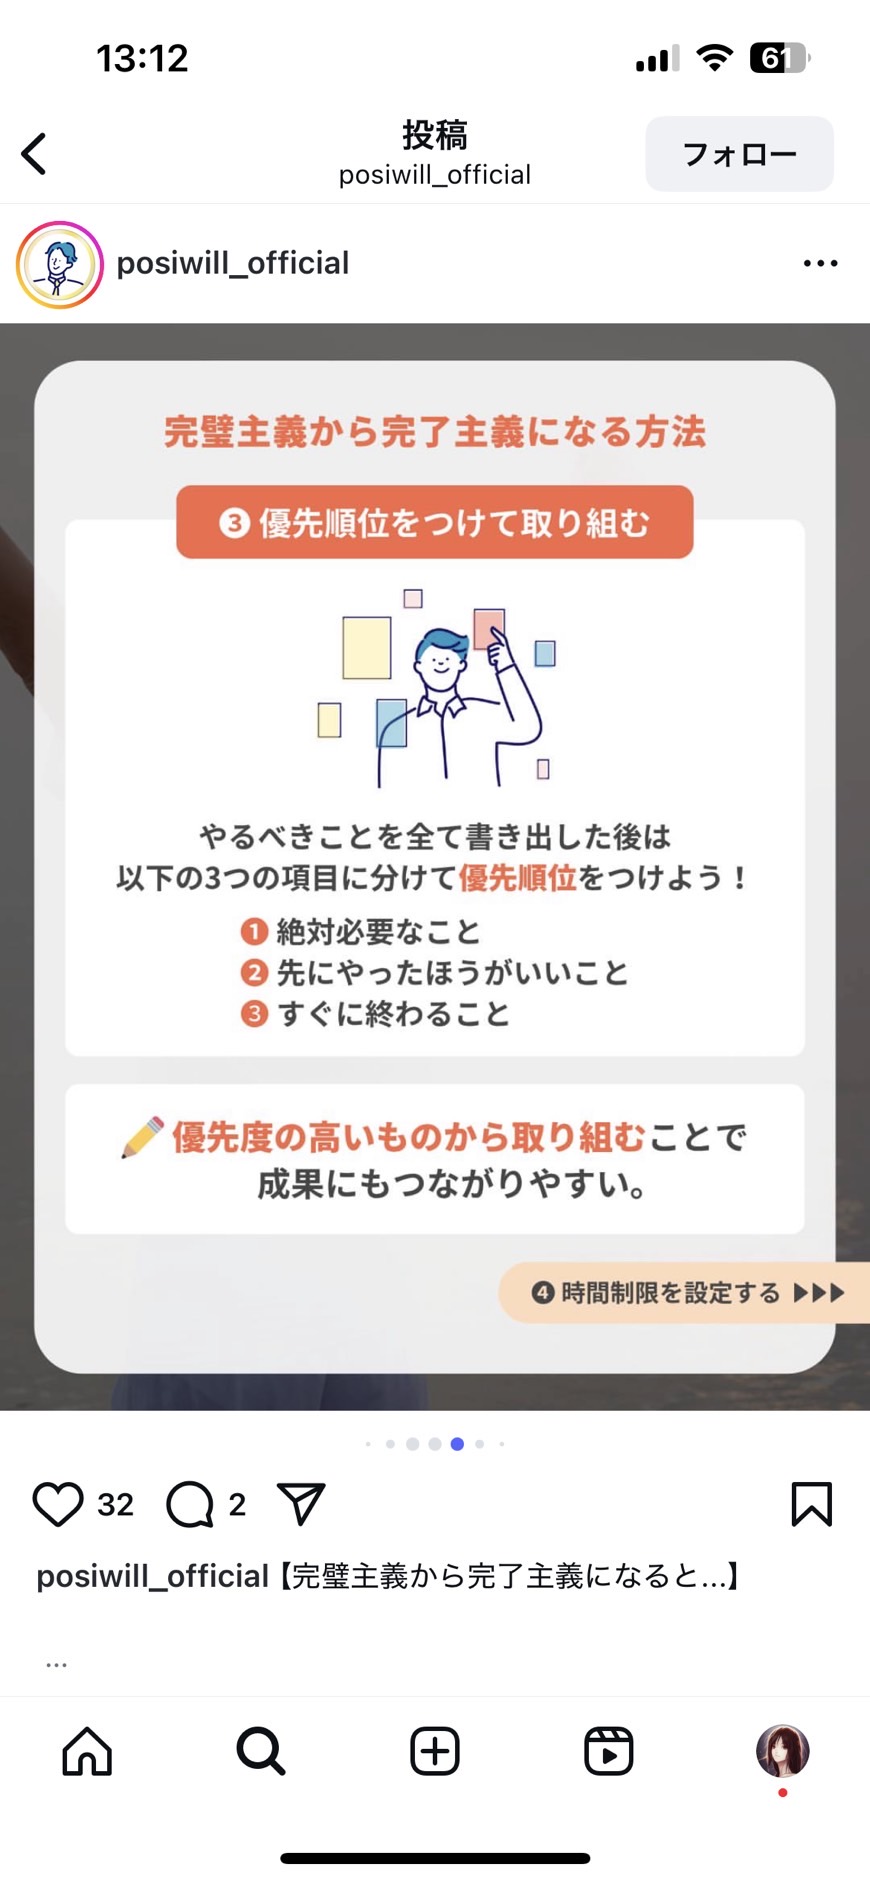 13:12
61
投稿
posiwill_official
フォロー
posiwill_official
完璧主義から完了主義になる方法
❸ 優先順位をつけて取り組む
やるべきことを全て書き出した後は
以下の3つの項目に分けて優先順位をつけよう！
❶ 絶対必要なこと
❷ 先にやったほうがいいこと
❸ すぐに終わること
優先度の高いものから取り組むことで
成果にもつながりやすい。
❹ 時間制限を設定する ▶▶▶
32
2
posiwill_official 【完璧主義から完了主義になると...】
...